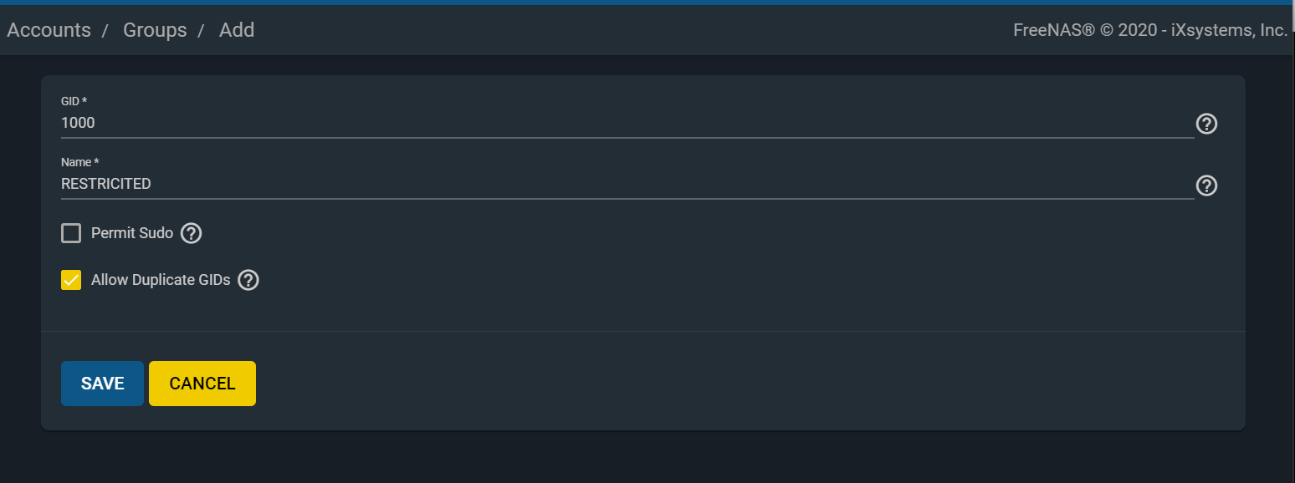 Accounts / Groups / Add
FreeNAS® © 2020 - iXsystems, Inc.
GID *
1000
Name *
RESTRICITED
Permit Sudo
Allow Duplicate GIDs
SAVE CANCEL